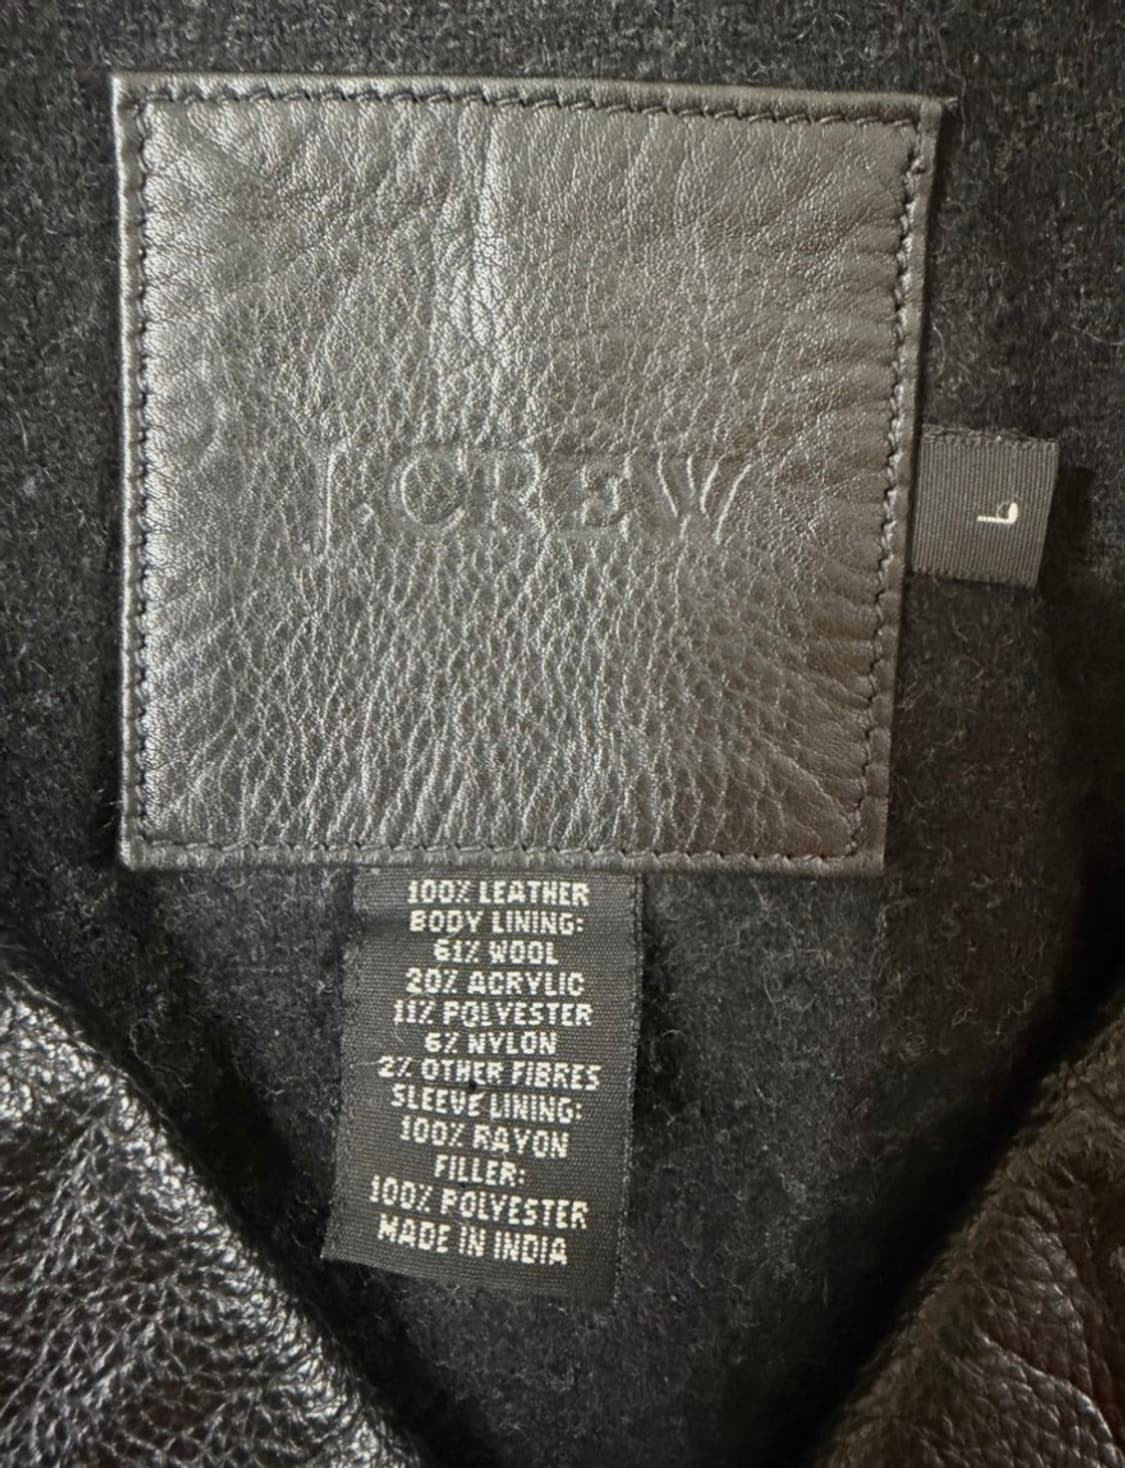 J.CREW
L
100% LEATHER
BODY LINING:
61% WOOL
20% ACRYLIC
11% POLYESTER
6% NYLON
2% OTHER FIBRES
SLEEVE LINING:
100% RAYON
FILLER:
100% POLYESTER
MADE IN INDIA